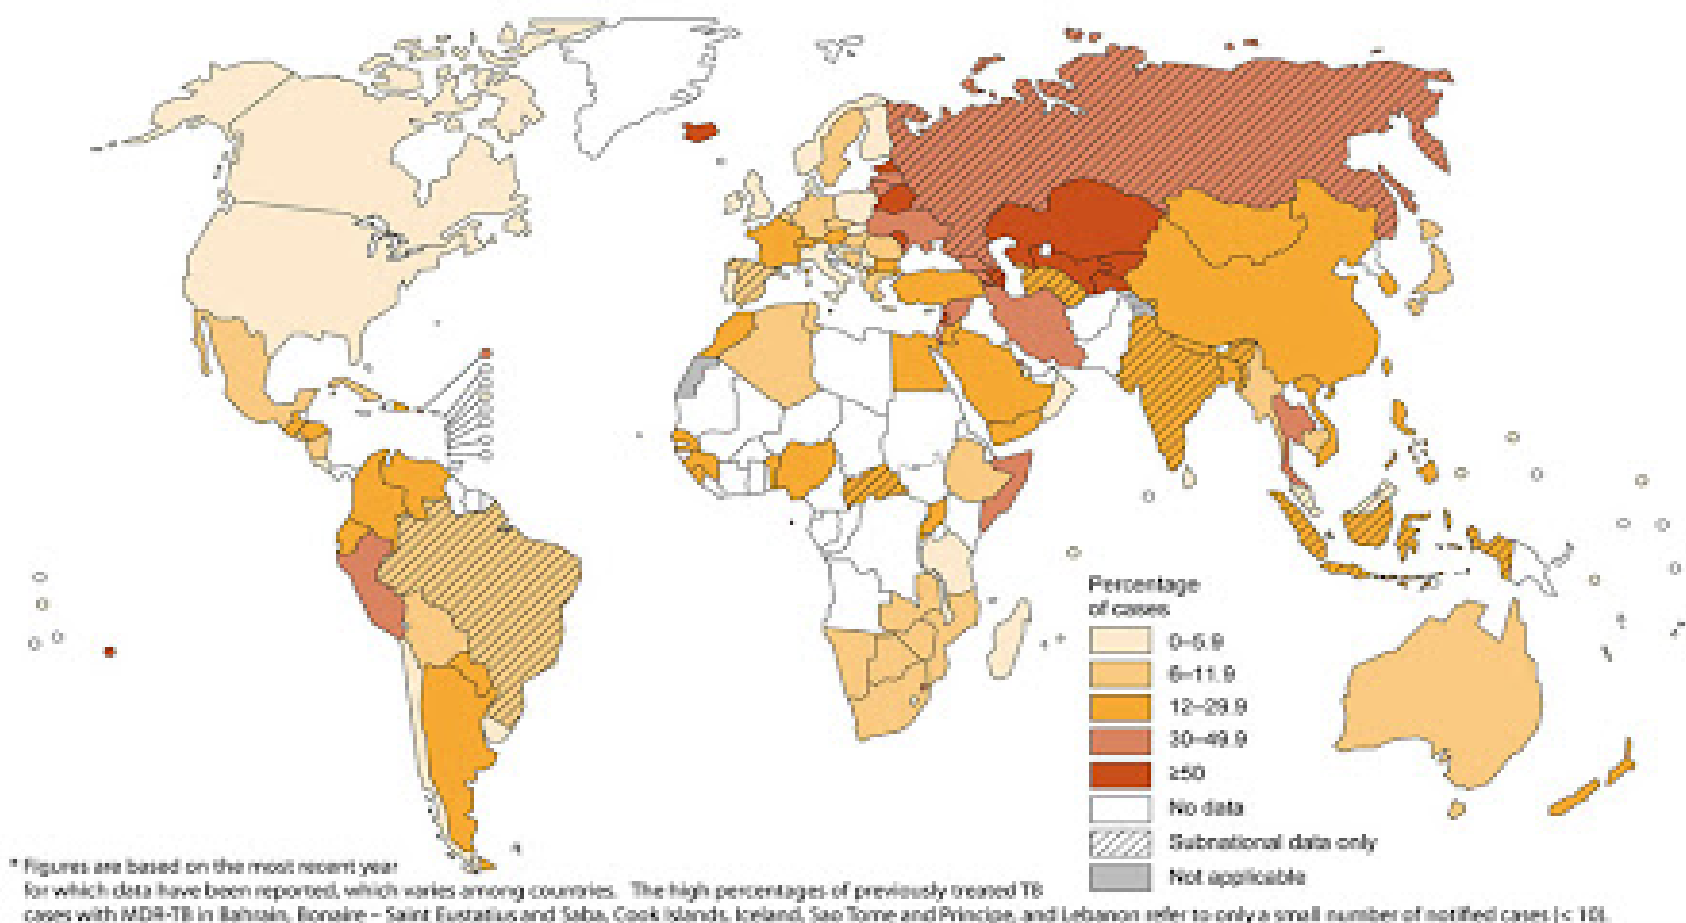 Percentage
of cases
0–5.9
6–11.9
12–29.9
30–49.9
≥50
No data
Subnational data only
Not applicable
* Figures are based on the most recent year
for which data have been reported, which varies among countries. The high percentages of previously treated TB
cases with MDR-TB in Bahrain, Bonaire – Saint Eustatius and Saba, Cook Islands, Iceland, Sao Tome and Principe, and Lebanon refer to only a small number of notified cases (< 10).